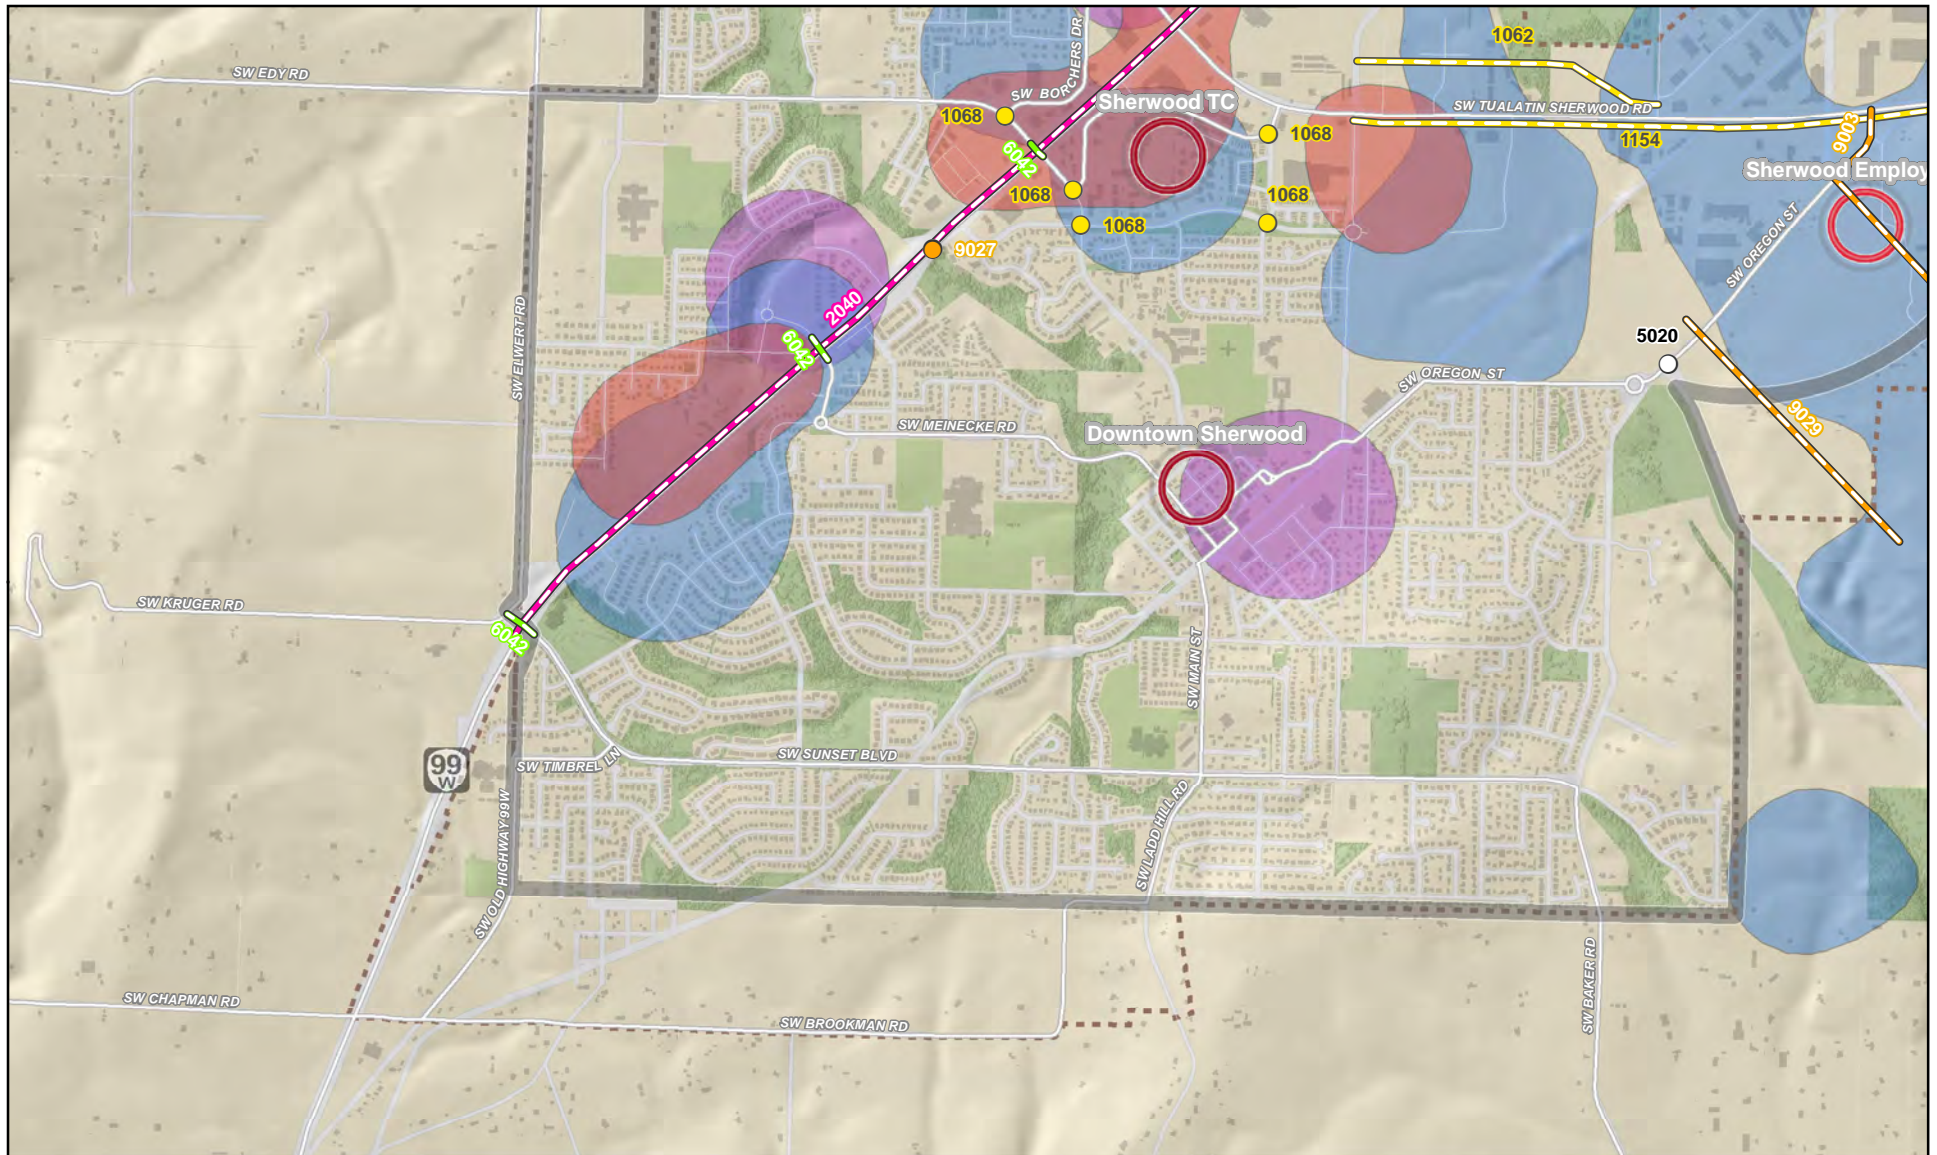 1062
SW EDY RD
SW BORCHERS DR
Sherwood TC
SW TUALATIN SHERWOOD RD
1068
1068
1154
9003
6042
Sherwood Employ
1068
1068
1068
9027
SW OREGON ST
2040
SW ELWERT RD
6042
5020
SW OREGON ST
9029
SW MEINECKE RD
Downtown Sherwood
SW KRUGER RD
6042
SW MAIN ST
99
W
SW TIMBREL LN
SW SUNSET BLVD
SW OLD HIGHWAY 99W
SW LADD HILL RD
SW BAKER RD
SW CHAPMAN RD
SW BROOKMAN RD